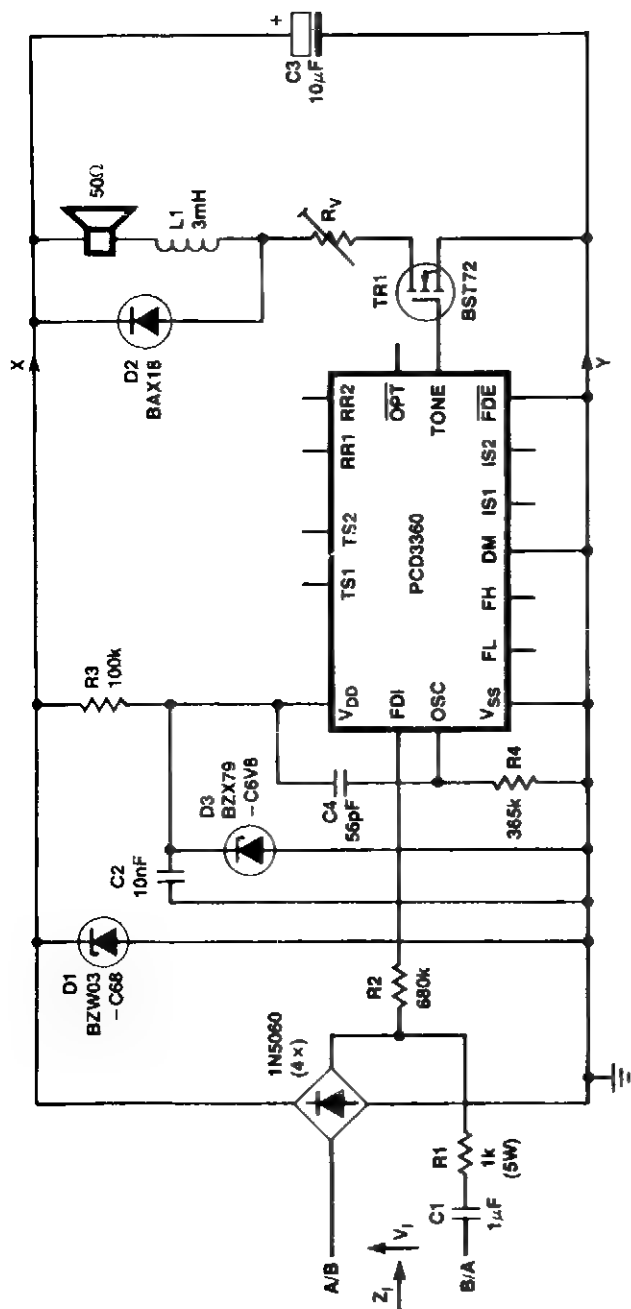 X
C3
+
10μF
50Ω
L1
3mH
D2
BAX18
RV
TR1
BST72
R3
100k
D1
BZW03
-C68
C2
10nF
D3
BZX79
-C6V8
C4
56pF
VDD
TS1
TS2
RR1
RR2
FDI
OPT
PCD3360
OSC
TONE
VSS
FL
FH
DM
IS1
IS2
FDE
R4
365k
1N5060
(4×)
R2
680k
A/B
ZI
VI
B/A
C1
1μF
R1
1k
(5W)
Y